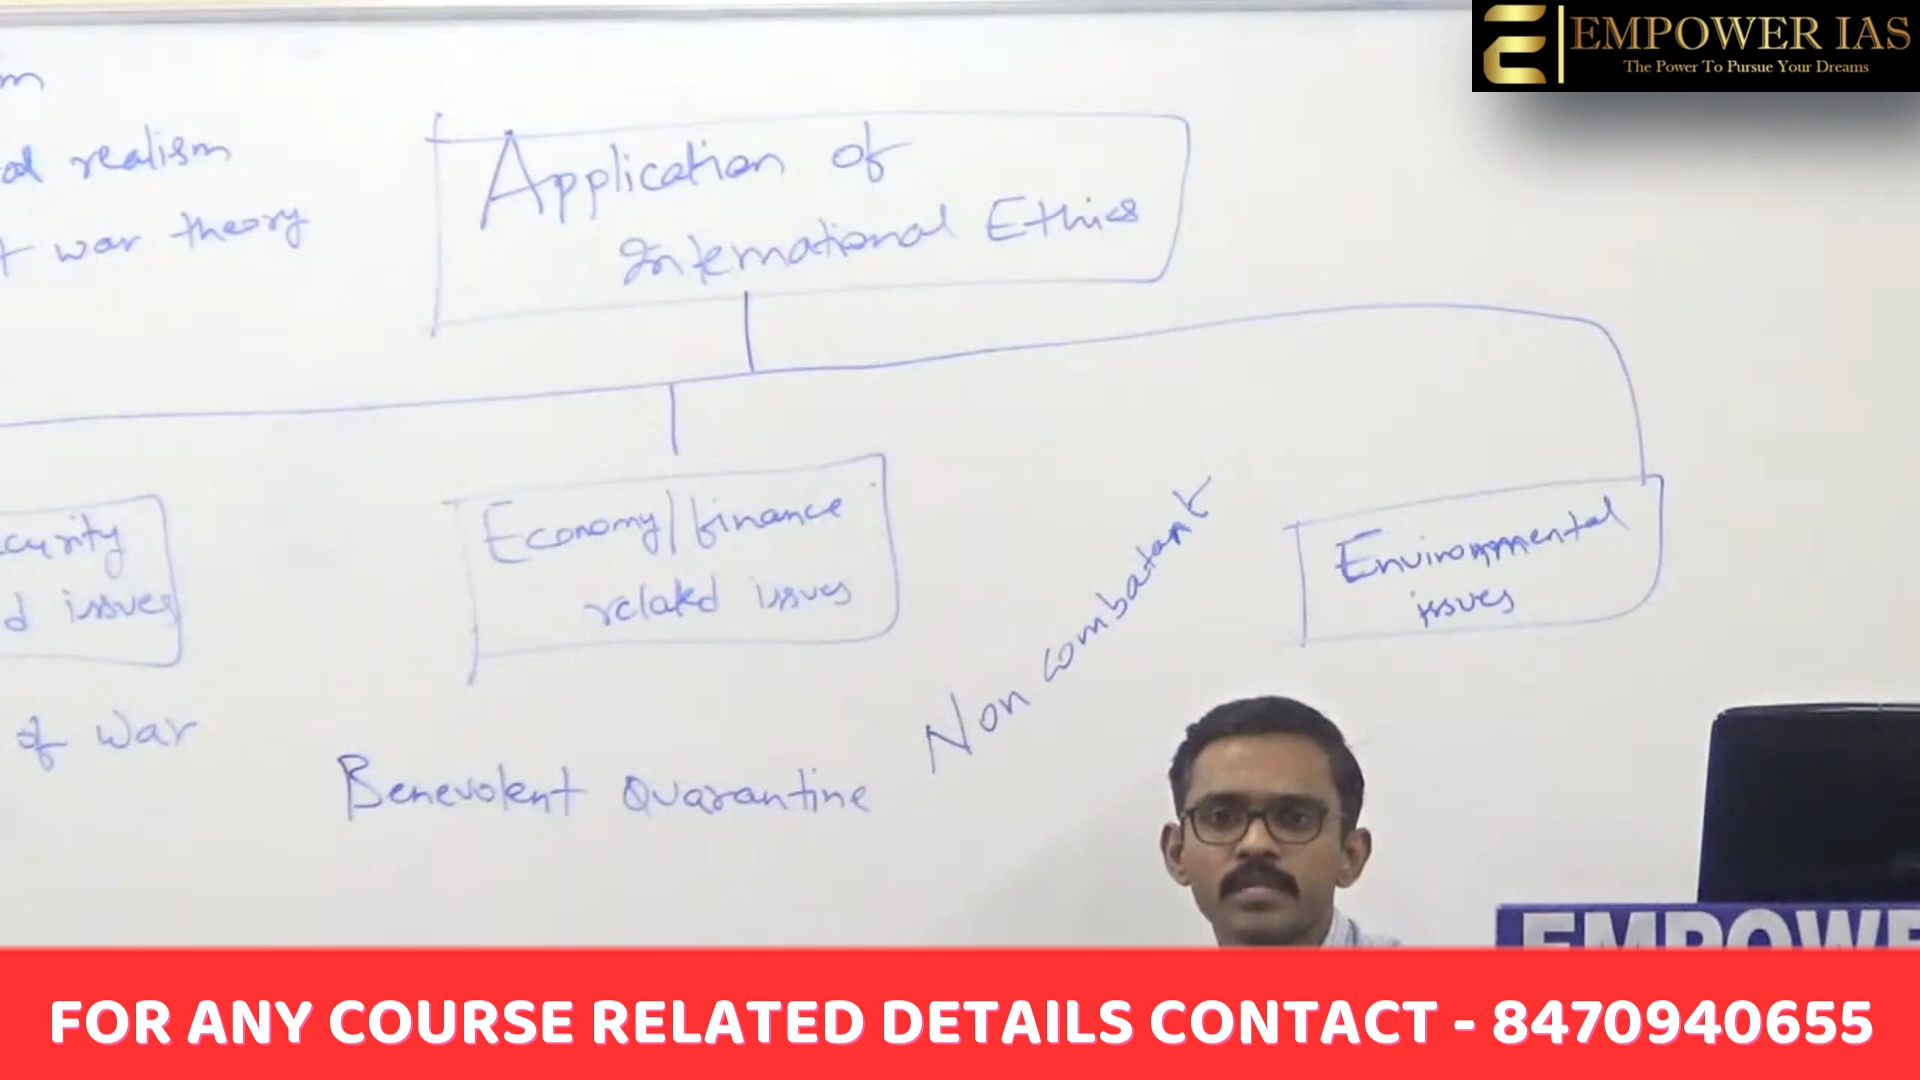 EMPOWER IAS
The Power To Pursue Your Dreams
realism
war theory
Application of
International Ethics
issues
Economy/finance
related issues
Non combatant
Environmental
issues
of War
Benevolent Quarantine
FOR ANY COURSE RELATED DETAILS CONTACT - 8470940655